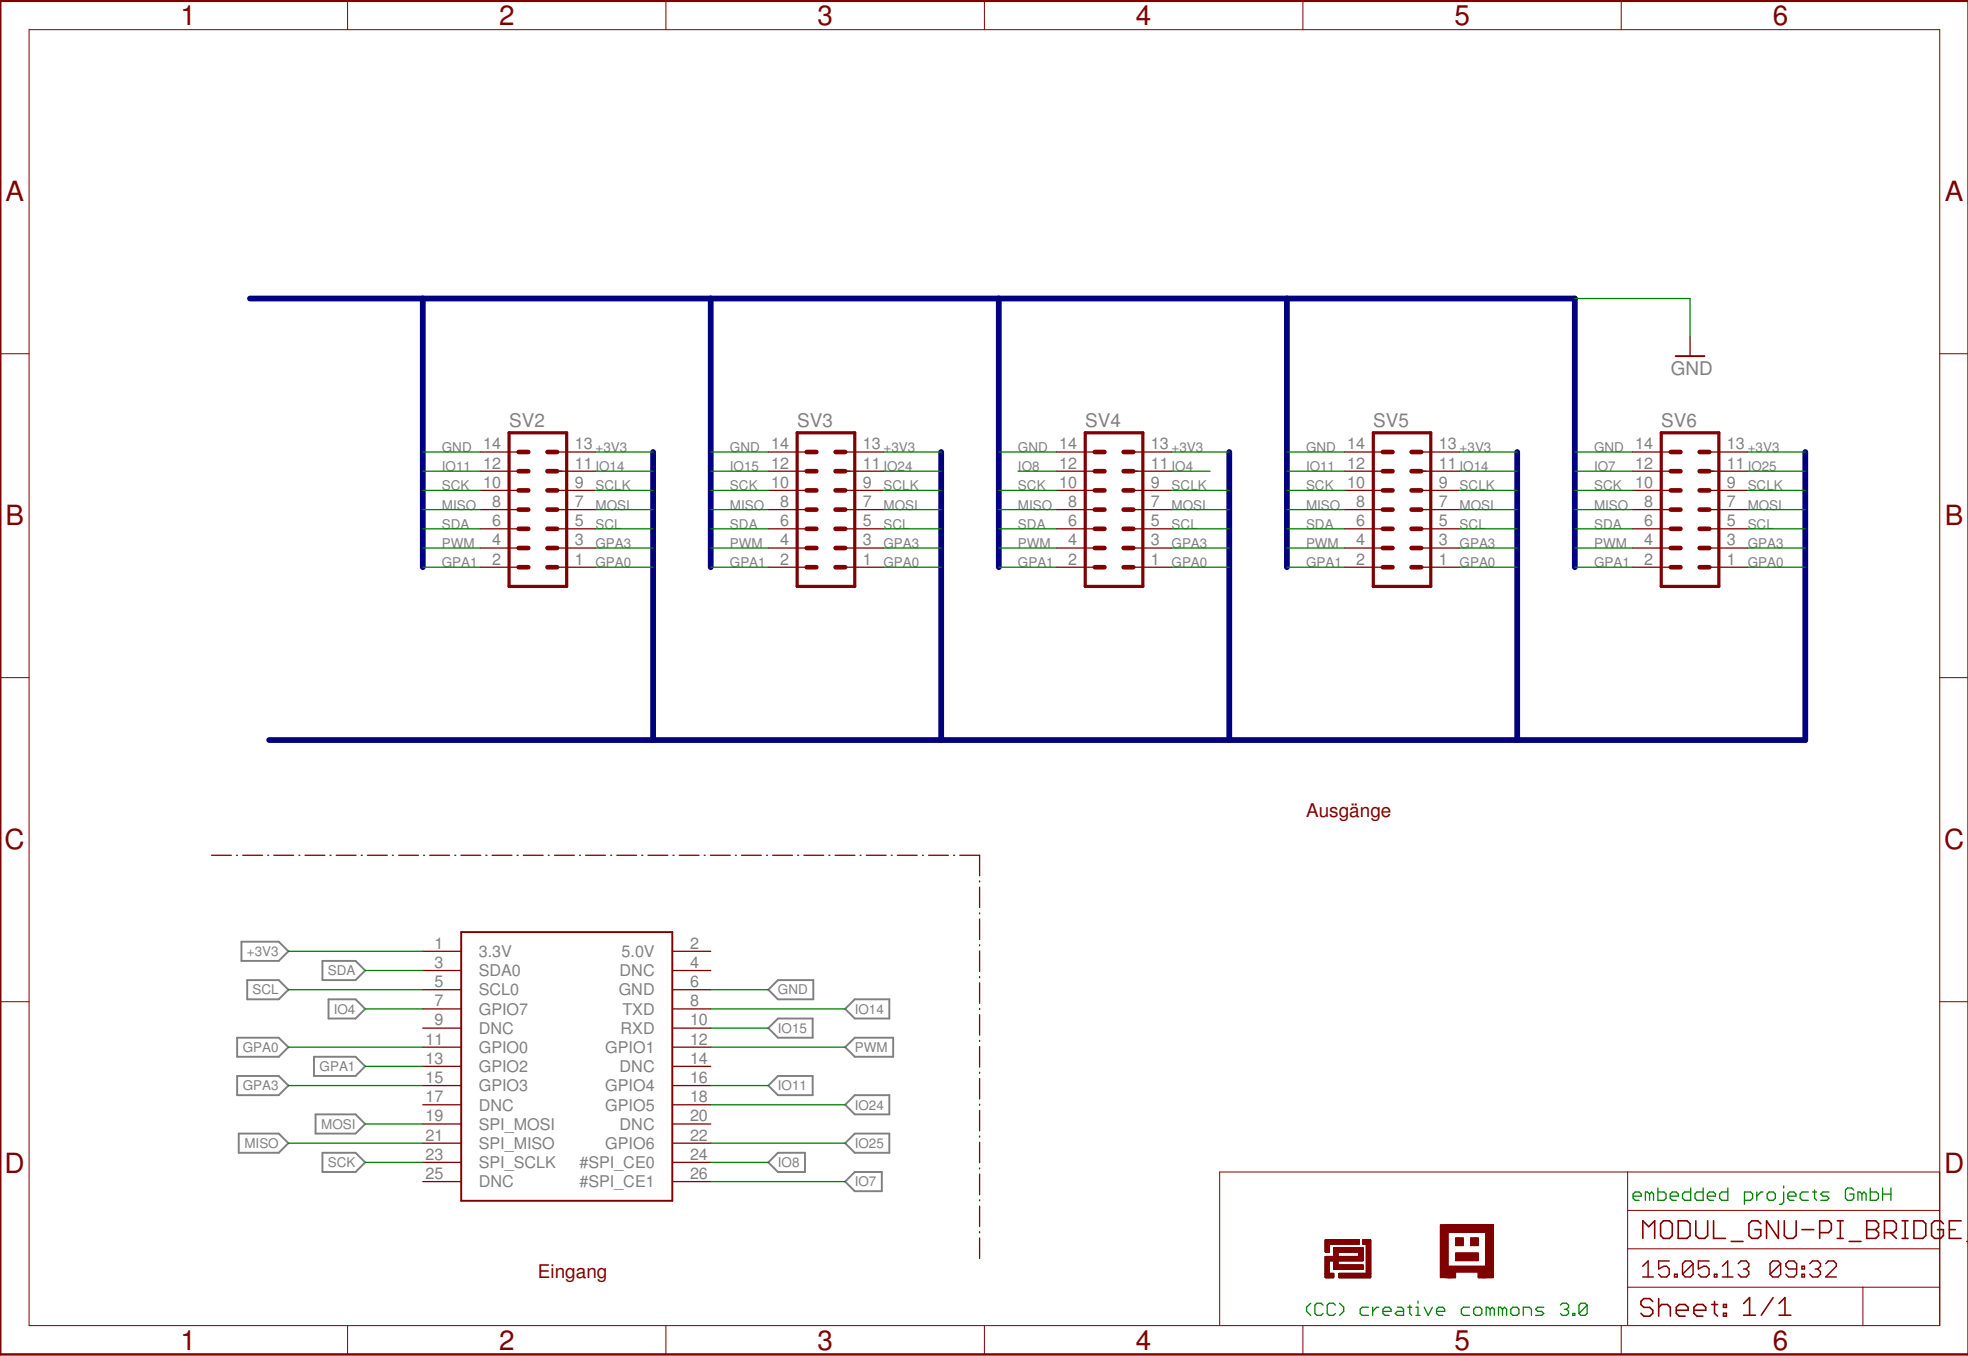 1 2 3 4 5 6
A A
GND
SV2 SV3 SV4 SV5 SV6
GND 14 13 +3V3 GND 14 13 +3V3 GND 14 13 +3V3 GND 14 13 +3V3 GND 14 13 +3V3
IO11 12 11 IO14 IO15 12 11 IO24 IO8 12 11 IO4 IO11 12 11 IO14 IO7 12 11 IO25
SCK 10 9 SCLK SCK 10 9 SCLK SCK 10 9 SCLK SCK 10 9 SCLK SCK 10 9 SCLK
MISO 8 7 MOSI MISO 8 7 MOSI MISO 8 7 MOSI MISO 8 7 MOSI MISO 8 7 MOSI
B B
SDA 6 5 SCL SDA 6 5 SCL SDA 6 5 SCL SDA 6 5 SCL SDA 6 5 SCL
PWM 4 3 GPA3 PWM 4 3 GPA3 PWM 4 3 GPA3 PWM 4 3 GPA3 PWM 4 3 GPA3
GPA1 2 1 GPA0 GPA1 2 1 GPA0 GPA1 2 1 GPA0 GPA1 2 1 GPA0 GPA1 2 1 GPA0
Ausgänge
C C
+3V3 1 3.3V 5.0V 2
SDA 3 SDA0 DNC 4
SCL 5 SCL0 GND 6 GND
IO4 7 GPIO7 TXD 8 IO14
9 DNC RXD 10 IO15
GPA0 11 GPIO0 GPIO1 12 PWM
GPA1 13 GPIO2 DNC 14
GPA3 15 GPIO3 GPIO4 16 IO11
17 DNC GPIO5 18 IO24
MOSI 19 SPI_MOSI DNC 20
MISO 21 SPI_MISO GPIO6 22 IO25
D D
SCK 23 SPI_SCLK #SPI_CE0 24 IO8
25 DNC #SPI_CE1 26 IO7
Eingang
embedded projects GmbH
MODUL_GNU-PI_BRIDGE_
15.05.13 09:32
(CC) creative commons 3.0
Sheet: 1/1
1 2 3 4 5 6